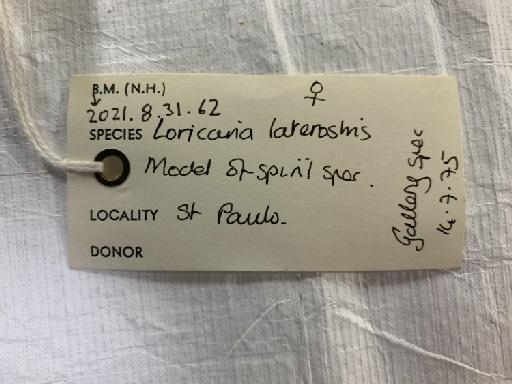 B.M. (N.H.) ♀
2021.8.31.62
SPECIES Loricaria laterostris
Model of spirit spec.
LOCALITY St Paulo.
DONOR
Gallery spec
14.7.75